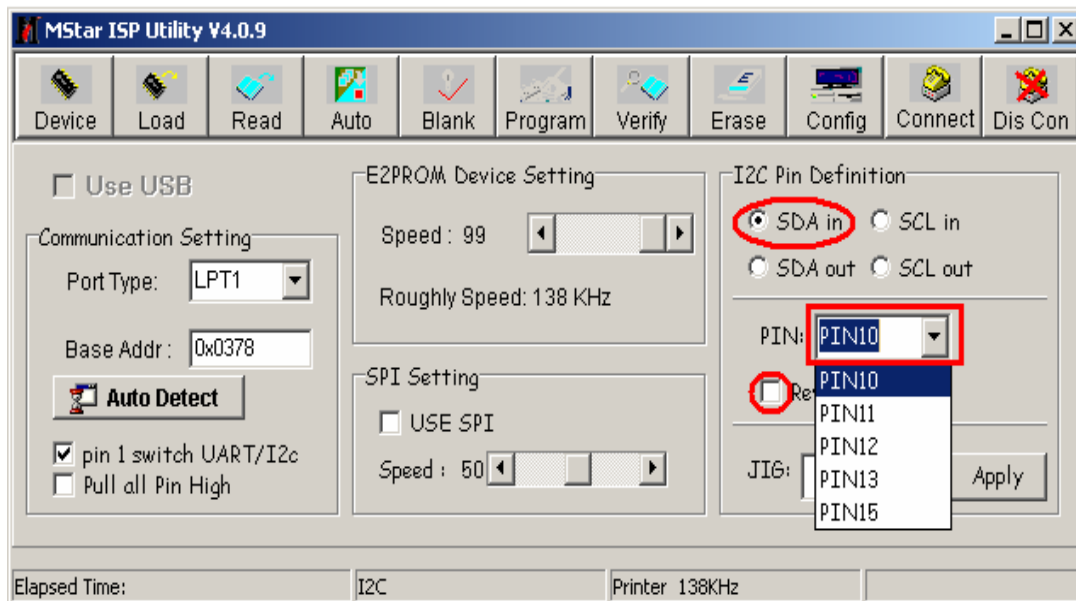 MStar ISP Utility V4.0.9
Device Load Read Auto Blank Program Verify Erase Config Connect Dis Con
Use USB
Communication Setting
Port Type: LPT1
Base Addr: 0x0378
Auto Detect
pin 1 switch UART/I2c
Pull all Pin High
E2PROM Device Setting
Speed: 99
Roughly Speed: 138 KHz
SPI Setting
USE SPI
Speed: 50
I2C Pin Definition
SDA in SCL in
SDA out SCL out
PIN: PIN10
PIN10
PIN11
PIN12
PIN13
PIN15
JIG:
Apply
Elapsed Time: I2C Printer 138KHz